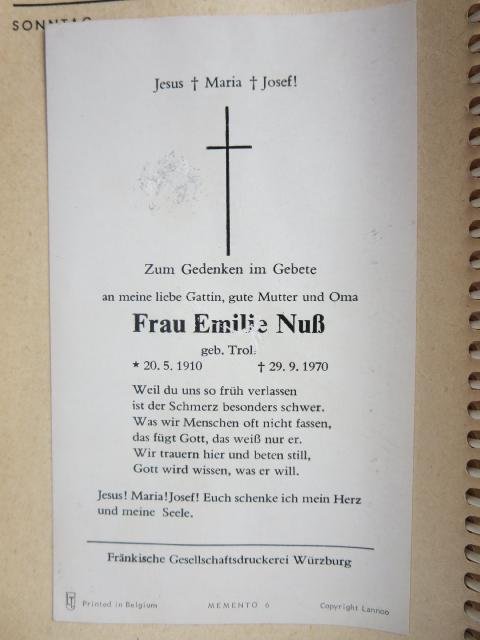 SONNTAG
Jesus † Maria † Josef!
Zum Gedenken im Gebete
an meine liebe Gattin, gute Mutter und Oma
Frau Emilie Nuß
geb. Trol
* 20. 5. 1910 † 29. 9. 1970
Weil du uns so früh verlassen
ist der Schmerz besonders schwer.
Was wir Menschen oft nicht fassen,
das fügt Gott, das weiß nur er.
Wir trauern hier und beten still,
Gott wird wissen, was er will.
Jesus! Maria! Josef! Euch schenke ich mein Herz
und meine Seele.
Fränkische Gesellschaftsdruckerei Würzburg
Printed in Belgium MEMENTO 6 Copyright Lannoo